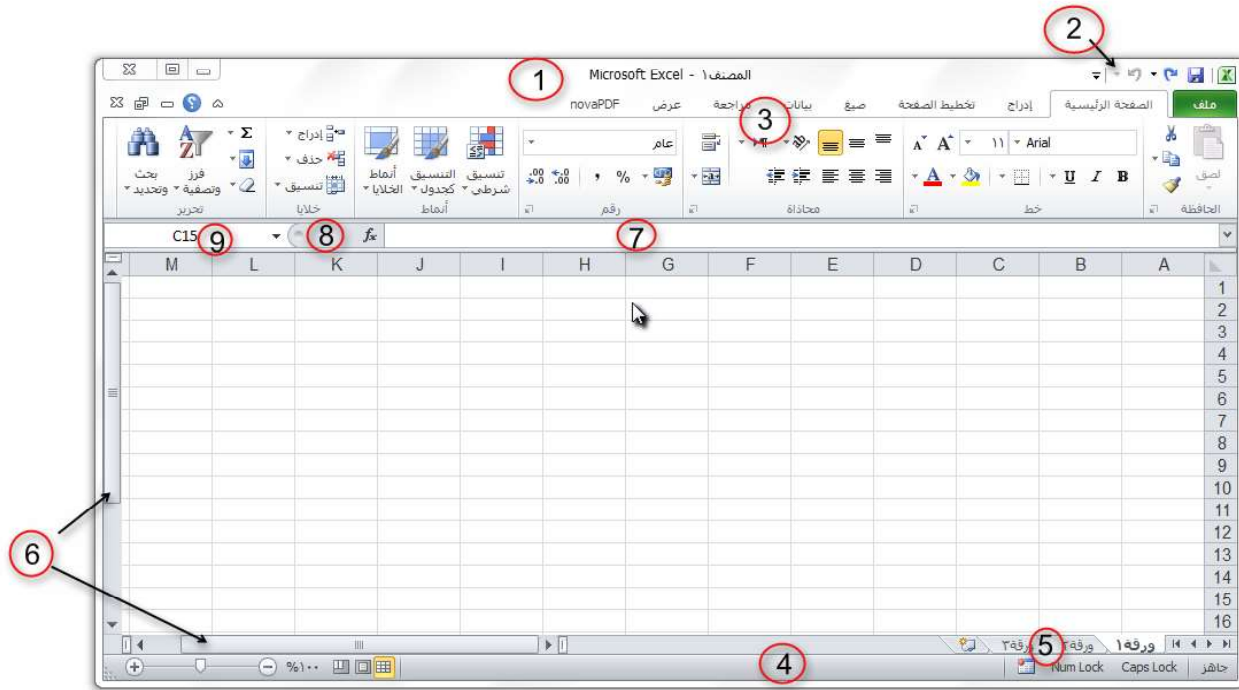 2
1
المصنف١ - Microsoft Excel
ملف الصفحة الرئيسية إدراج تخطيط الصفحة صيغ بيانات مراجعة عرض novaPDF
3
لصق Arial ١١ عام تنسيق شرطي التنسيق كجدول أنماط الخلايا إدراج حذف تنسيق Σ فرز وتصفية بحث وتحديد
B I U A % ,
الحافظة خط محاذاة رقم أنماط خلايا تحرير
C15 9 8 fx 7
A B C D E F G H I J K L M
1
2
3
4
5
6
7
8
9
10
11
12
13
14
15
16
6
ورقة١ ورقة٢ 5 ورقة٣
جاهز Caps Lock Num Lock 4 %١٠٠